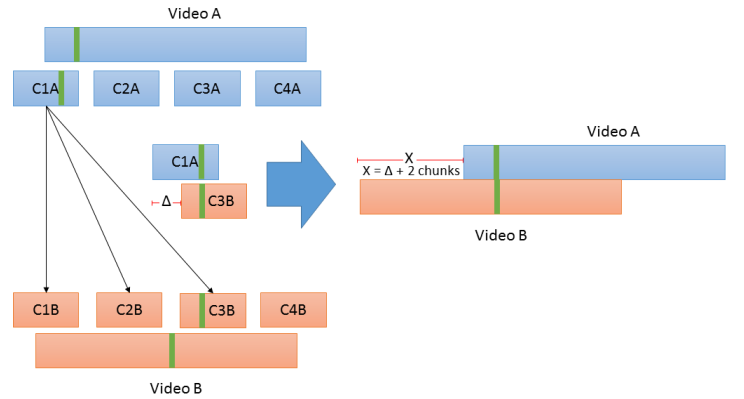 Video A
C1A
C2A
C3A
C4A
C1A
Δ
C3B
X
X = Δ + 2 chunks
Video A
Video B
C1B
C2B
C3B
C4B
Video B